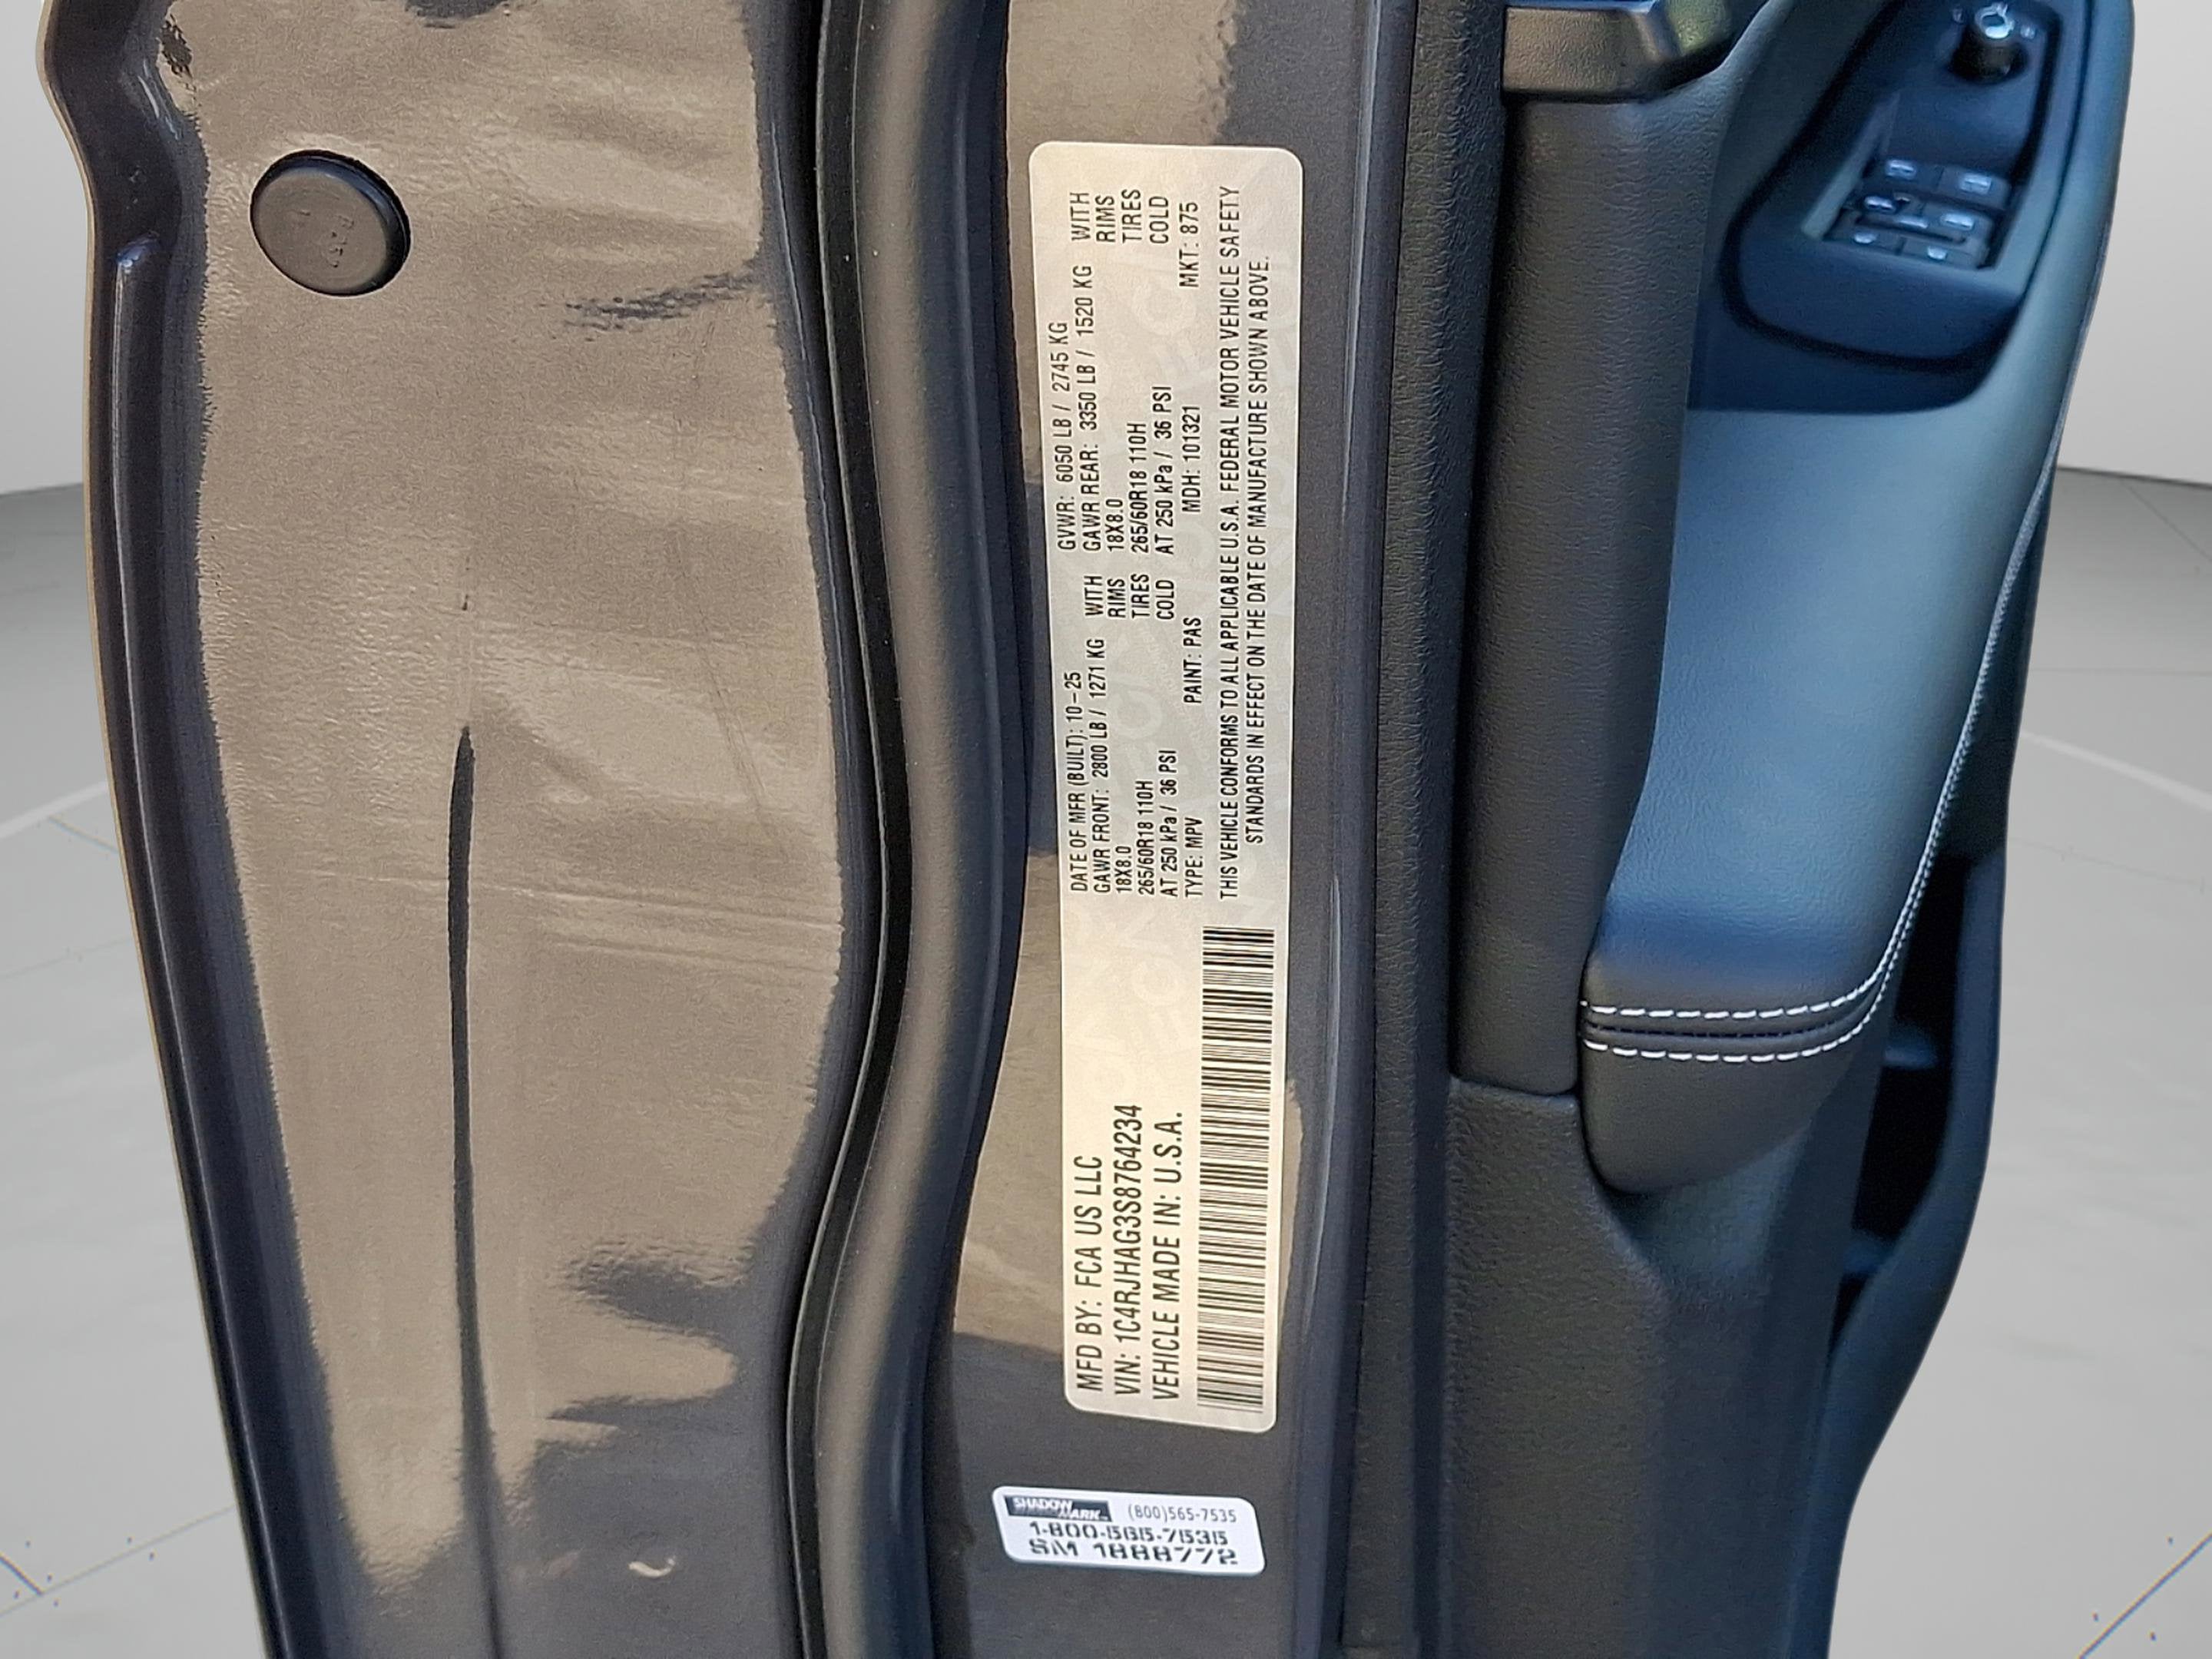 MFD BY: FCA US LLC
VIN: 1C4RJHAG3S8764234
VEHICLE MADE IN: U.S.A.
DATE OF MFR (BUILT): 10-25 GVWR: 6050 LB / 2745 KG
GAWR FRONT: 2800 LB / 1271 KG WITH GAWR REAR: 3350 LB / 1520 KG WITH
18X8.0 RIMS 18X8.0 RIMS
265/60R18 110H TIRES 265/60R18 110H TIRES
AT 250 kPa / 36 PSI COLD AT 250 kPa / 36 PSI COLD
TYPE: MPV PAINT: PAS MDH: 101321 MKT: 875
THIS VEHICLE CONFORMS TO ALL APPLICABLE U.S.A. FEDERAL MOTOR VEHICLE SAFETY
STANDARDS IN EFFECT ON THE DATE OF MANUFACTURE SHOWN ABOVE.
SHADOW MARK (800)565-7535
1-800-565-7535
SM 1888772